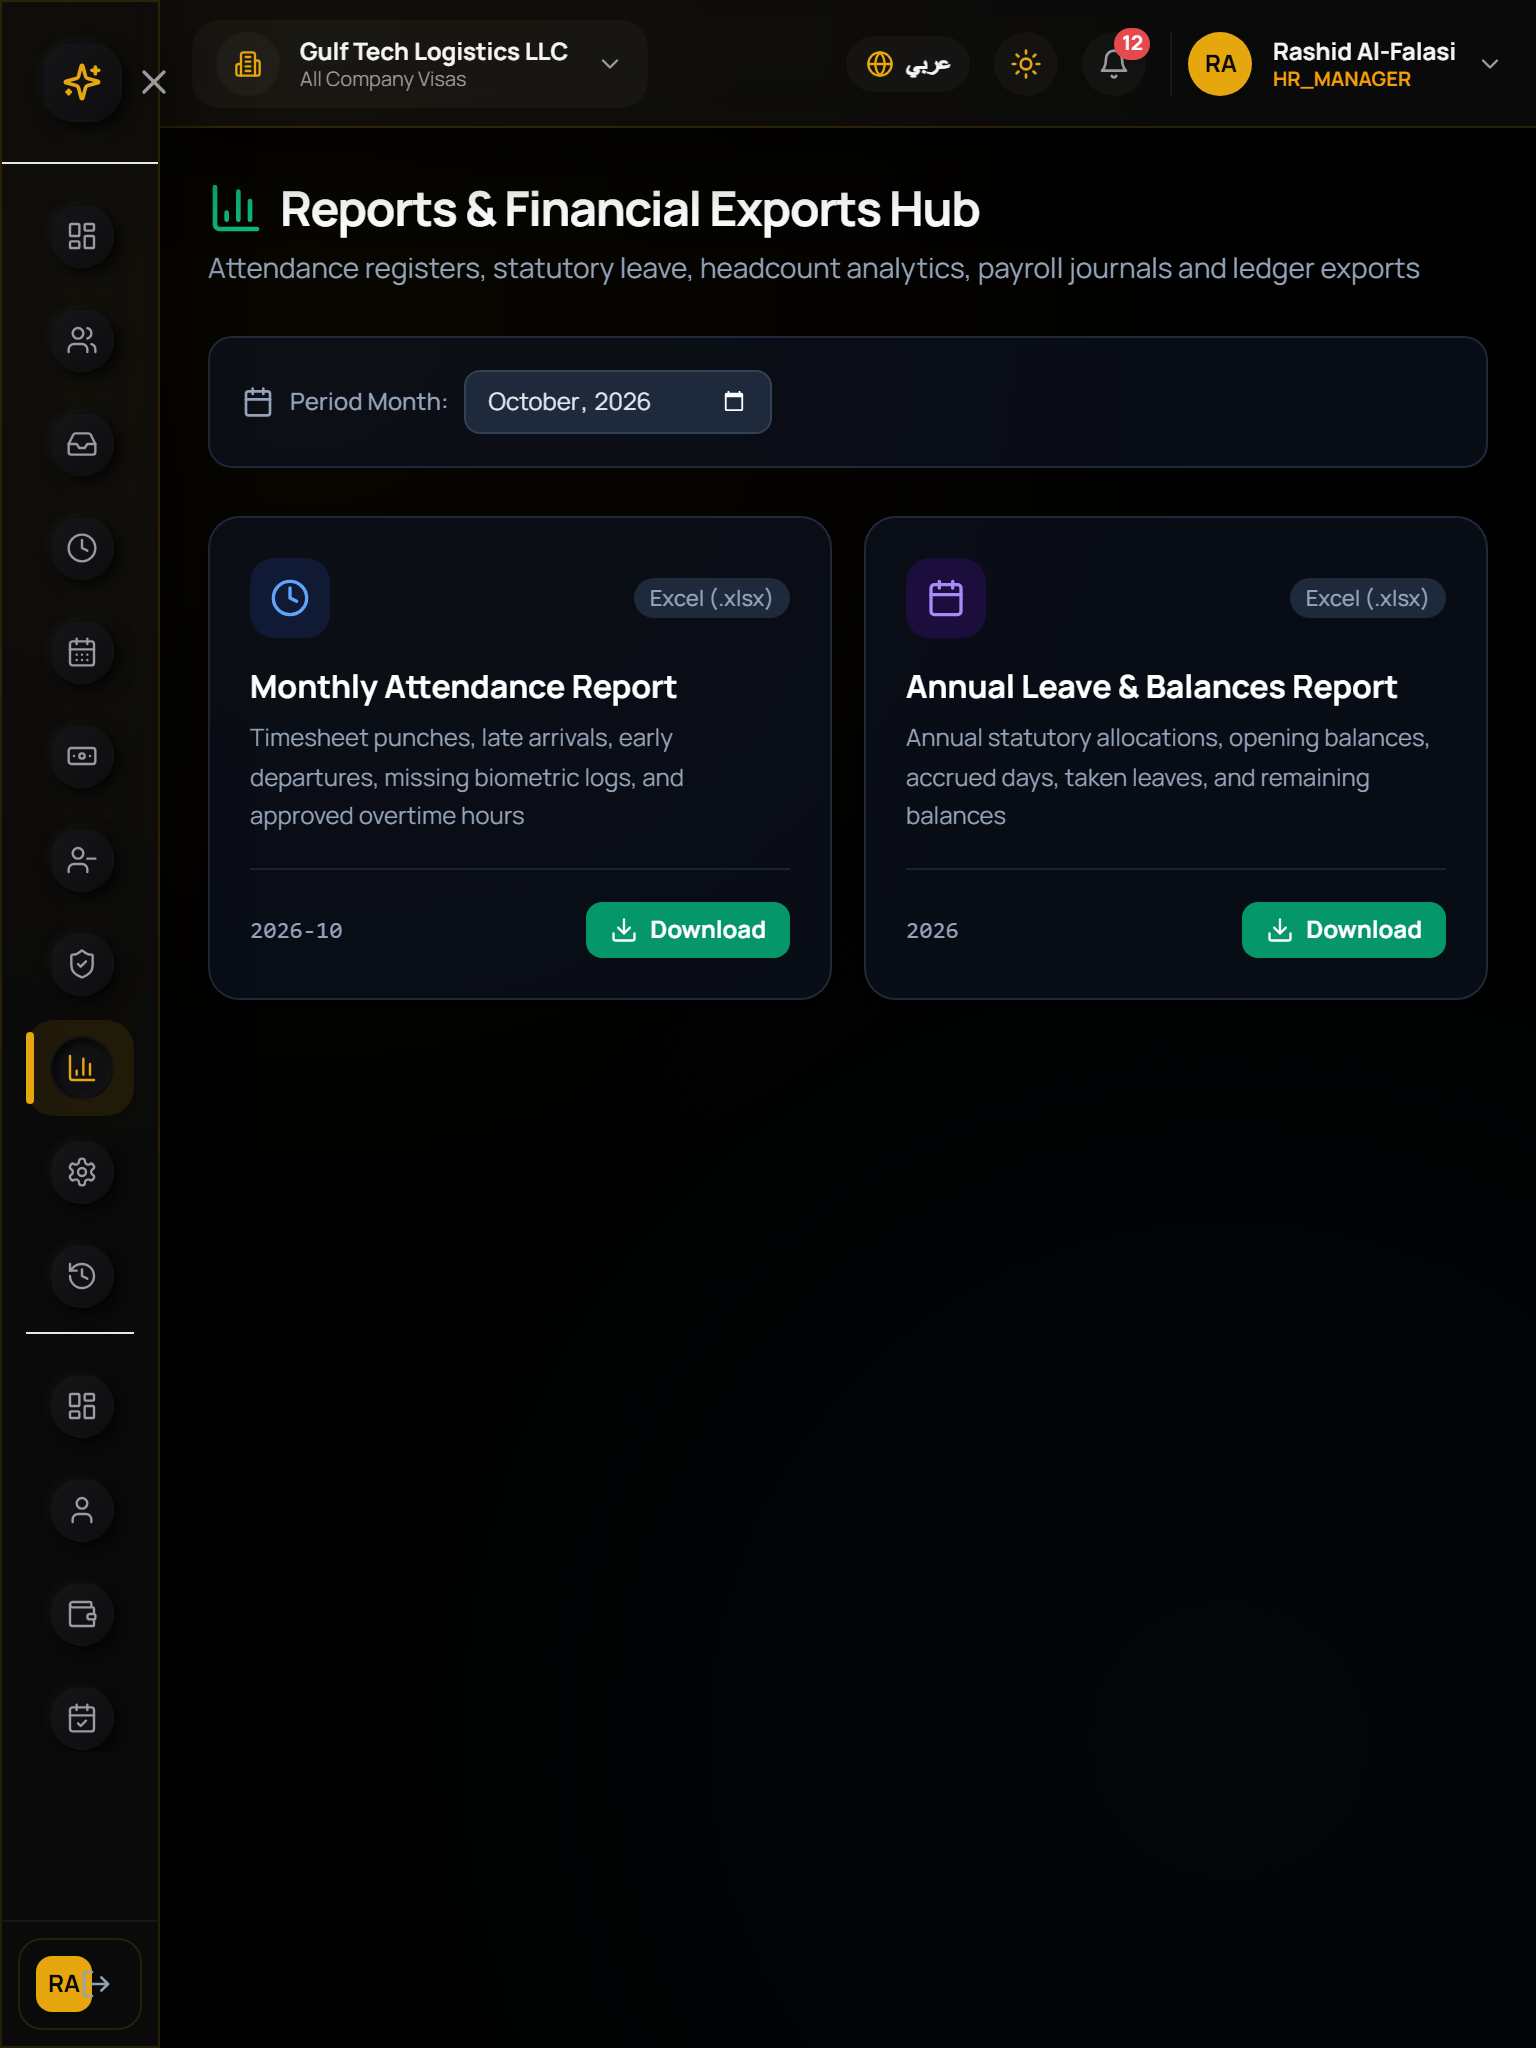 Gulf Tech Logistics LLC
All Company Visas
عربي
12
RA
Rashid Al-Falasi
HR_MANAGER
Reports & Financial Exports Hub
Attendance registers, statutory leave, headcount analytics, payroll journals and ledger exports
Period Month:
October, 2026
Excel (.xlsx)
Monthly Attendance Report
Timesheet punches, late arrivals, early
departures, missing biometric logs, and
approved overtime hours
2026-10
Download
Excel (.xlsx)
Annual Leave & Balances Report
Annual statutory allocations, opening balances,
accrued days, taken leaves, and remaining
balances
2026
Download
RA